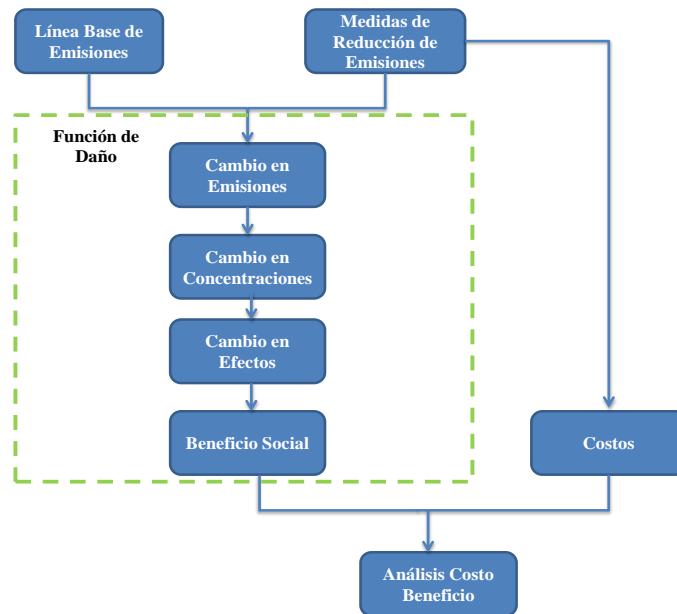 Línea Base de
Emisiones
Medidas de
Reducción de
Emisiones
Función de
Daño
Cambio en
Emisiones
Cambio en
Concentraciones
Cambio en
Efectos
Beneficio Social
Costos
Análisis Costo
Beneficio